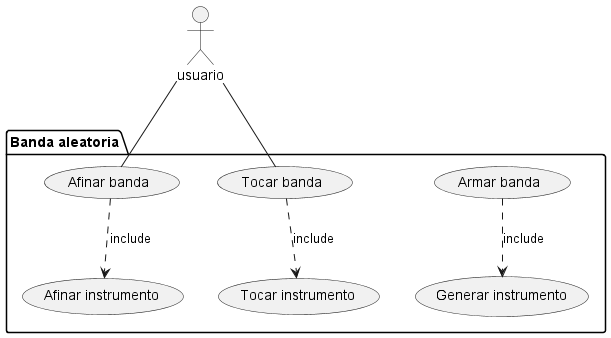 usuario
Banda aleatoria
Afinar banda
Tocar banda
Armar banda
include
include
include
Afinar instrumento
Tocar instrumento
Generar instrumento